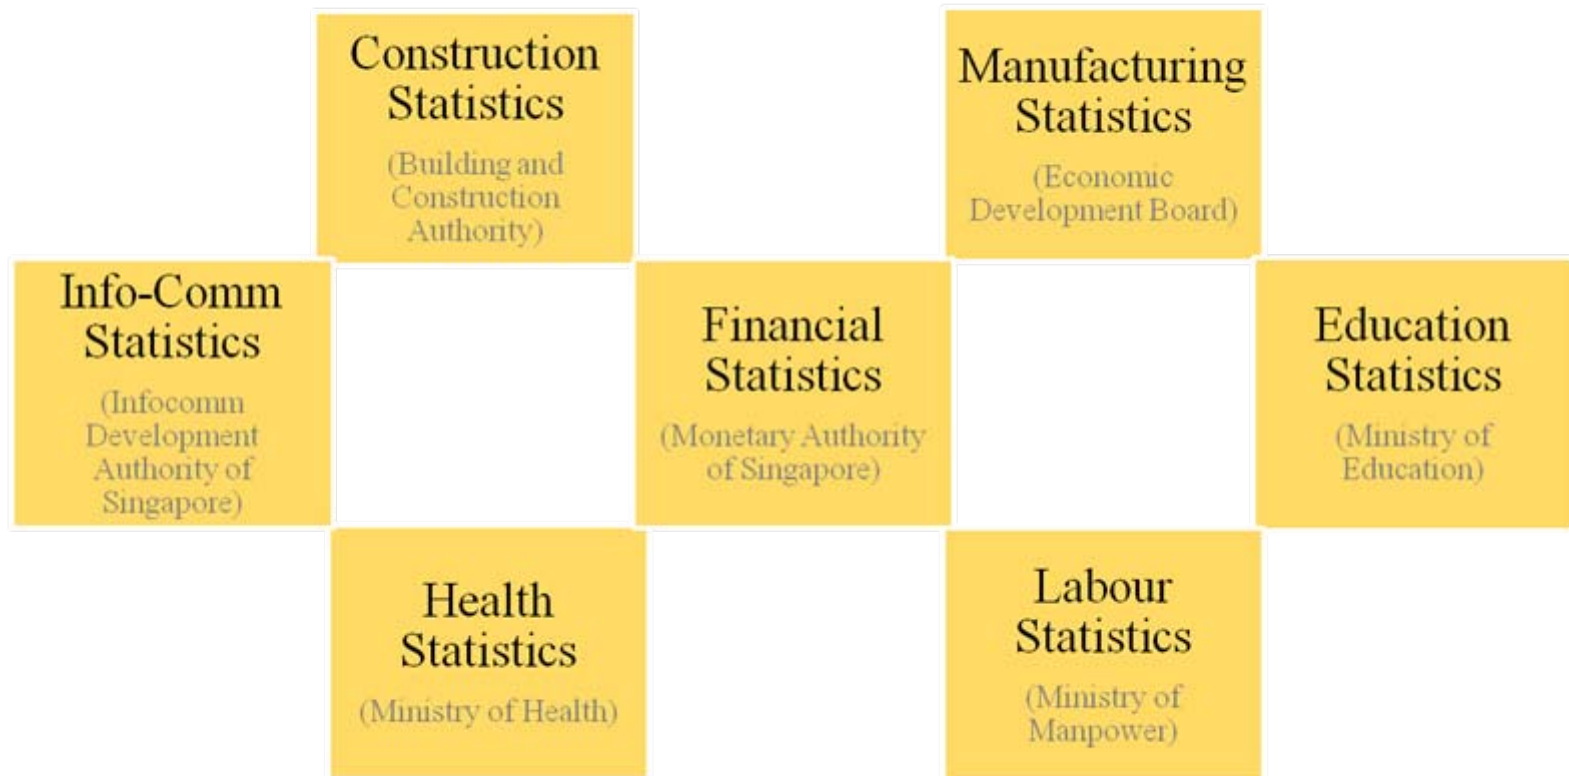 Construction
Statistics
(Building and
Construction
Authority)
Manufacturing
Statistics
(Economic
Development Board)
Info-Comm
Statistics
(Infocomm
Development
Authority of
Singapore)
Financial
Statistics
(Monetary Authority
of Singapore)
Education
Statistics
(Ministry of
Education)
Health
Statistics
(Ministry of Health)
Labour
Statistics
(Ministry of
Manpower)